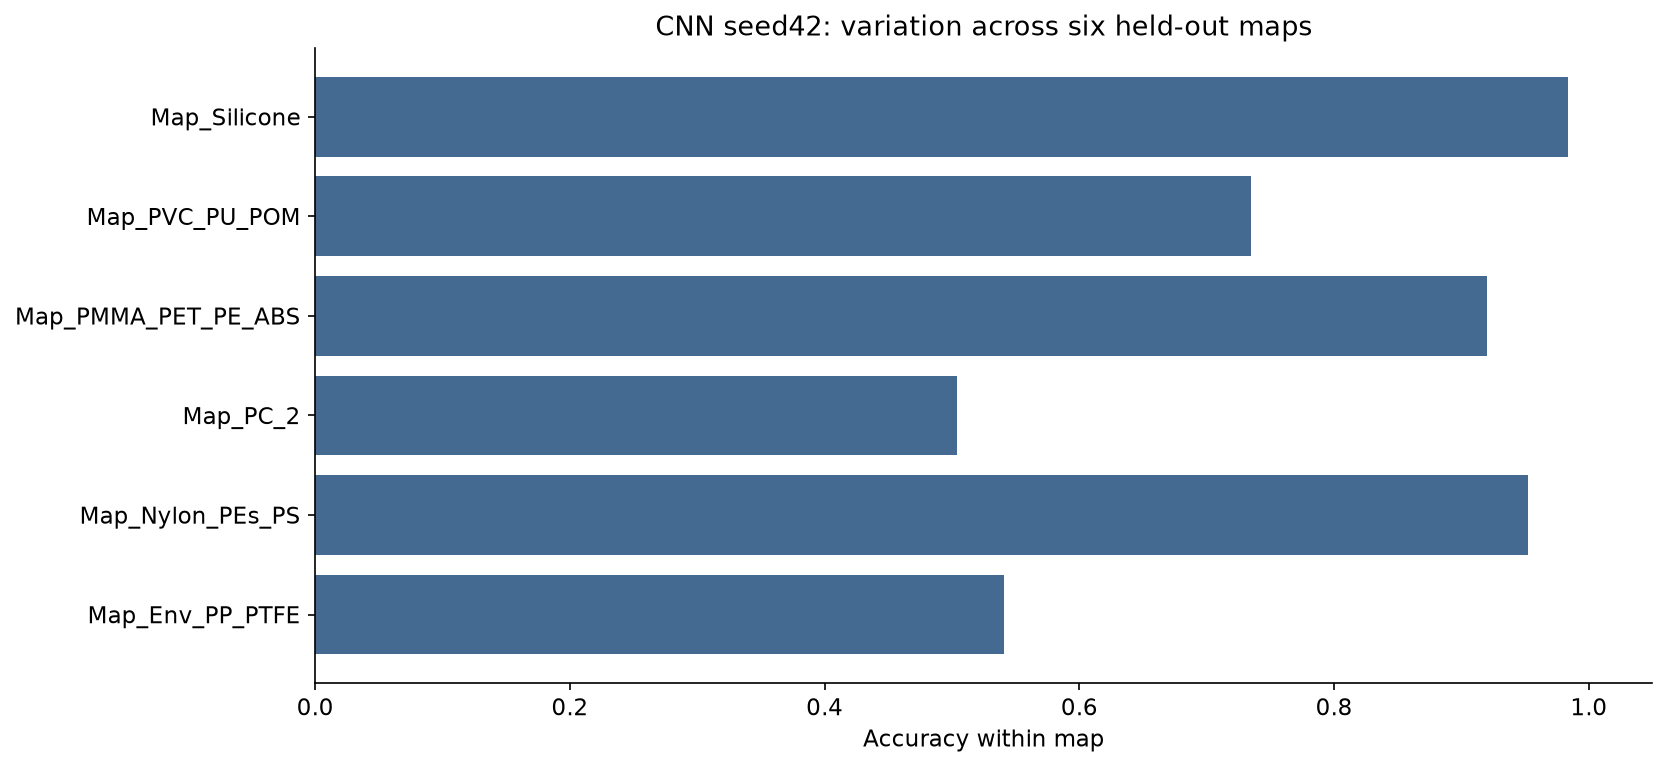 CNN seed42: variation across six held-out maps
Map_Silicone
Map_PVC_PU_POM
Map_PMMA_PET_PE_ABS
Map_PC_2
Map_Nylon_PEs_PS
Map_Env_PP_PTFE
0.0 0.2 0.4 0.6 0.8 1.0
Accuracy within map